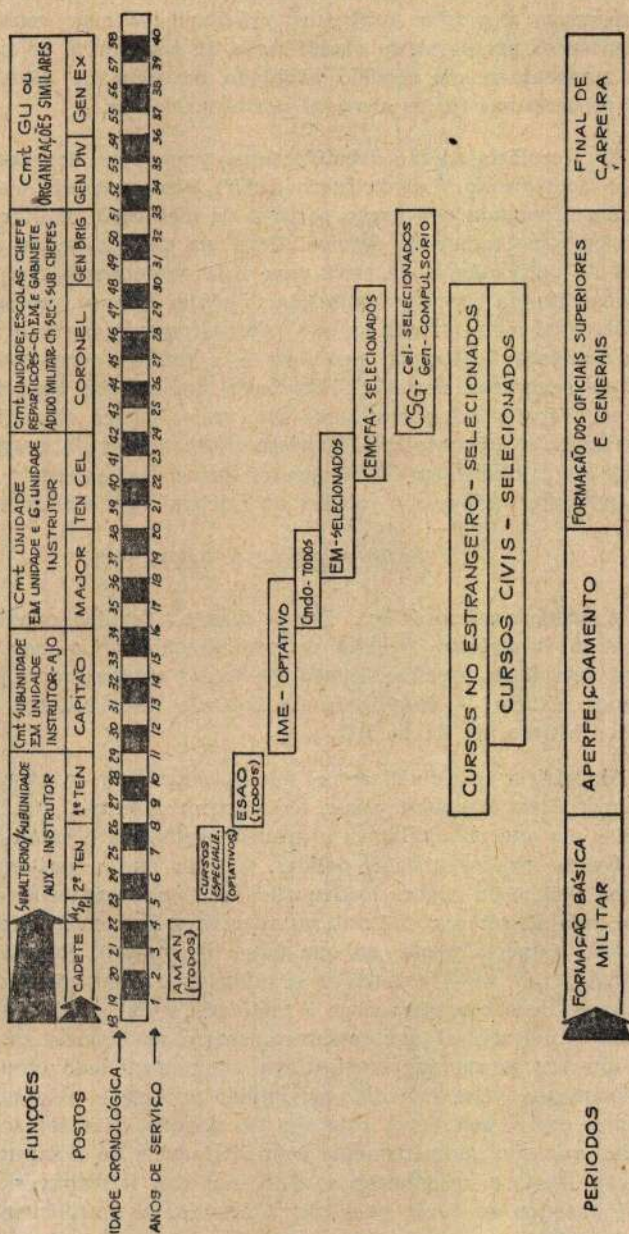 FUNÇÕES
SUBALTERNO/SUBUNIDADE
AUX - INSTRUTOR
Cmt SUBUNIDADE
EM UNIDADE
INSTRUTOR - AJO
Cmt UNIDADE
EM UNIDADE E G. UNIDADE
INSTRUTOR
Cmt UNIDADE, ESCOLAS - CHEFE
REPARTIÇÕES - Ch E.M. E GABINETE
ADIDO MILITAR - Ch SEC - SUB CHEFES
Cmt GU ou
ORGANIZAÇÕES SIMILARES
POSTOS
CADETE
A/Sp
2º TEN
1º TEN
CAPITÃO
MAJOR
TEN CEL
CORONEL
GEN BRIG
GEN DIV
GEN EX
IDADE CRONOLÓGICA
18 19 20 21 22 23 24 25 26 27 28 29 30 31 32 33 34 35 36 37 38 39 40 41 42 43 44 45 46 47 48 49 50 51 52 53 54 55 56 57 58
ANOS DE SERVIÇO
1 2 3 4 5 6 7 8 9 10 11 12 13 14 15 16 17 18 19 20 21 22 23 24 25 26 27 28 29 30 31 32 33 34 35 36 37 38 39 40
AMAN
(TODOS)
CURSOS
ESPECIALIZ.
(OPTATIVOS)
ESAO
(TODOS)
IME - OPTATIVO
Cmdo - TODOS
EM - SELECIONADOS
CEMCFA - SELECIONADOS
CSG - Cel - SELECIONADOS
Gen - COMPULSÓRIO
CURSOS NO ESTRANGEIRO - SELECIONADOS
CURSOS CIVIS - SELECIONADOS
PERIODOS
FORMAÇÃO BÁSICA
MILITAR
APERFEIÇOAMENTO
FORMAÇÃO DOS OFICIAIS SUPERIORES
E GENERAIS
FINAL DE
CARREIRA